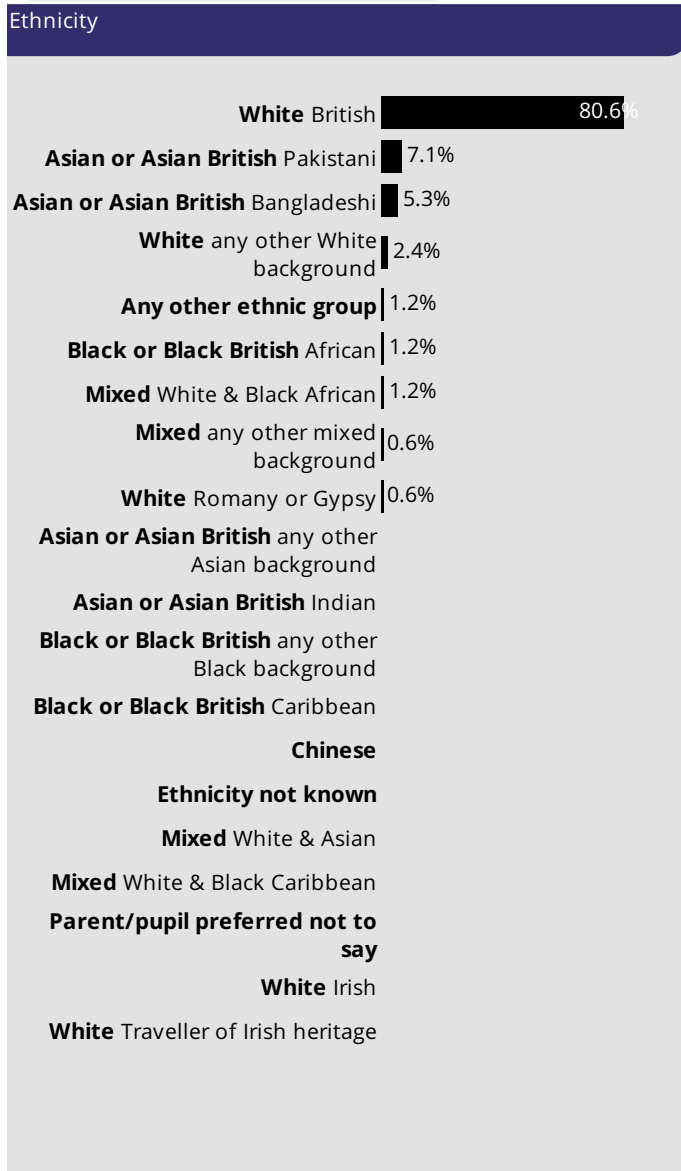 Ethnicity
White British 80.6%
Asian or Asian British Pakistani 7.1%
Asian or Asian British Bangladeshi 5.3%
White any other White
background 2.4%
Any other ethnic group 1.2%
Black or Black British African 1.2%
Mixed White & Black African 1.2%
Mixed any other mixed
background 0.6%
White Romany or Gypsy 0.6%
Asian or Asian British any other
Asian background
Asian or Asian British Indian
Black or Black British any other
Black background
Black or Black British Caribbean
Chinese
Ethnicity not known
Mixed White & Asian
Mixed White & Black Caribbean
Parent/pupil preferred not to
say
White Irish
White Traveller of Irish heritage